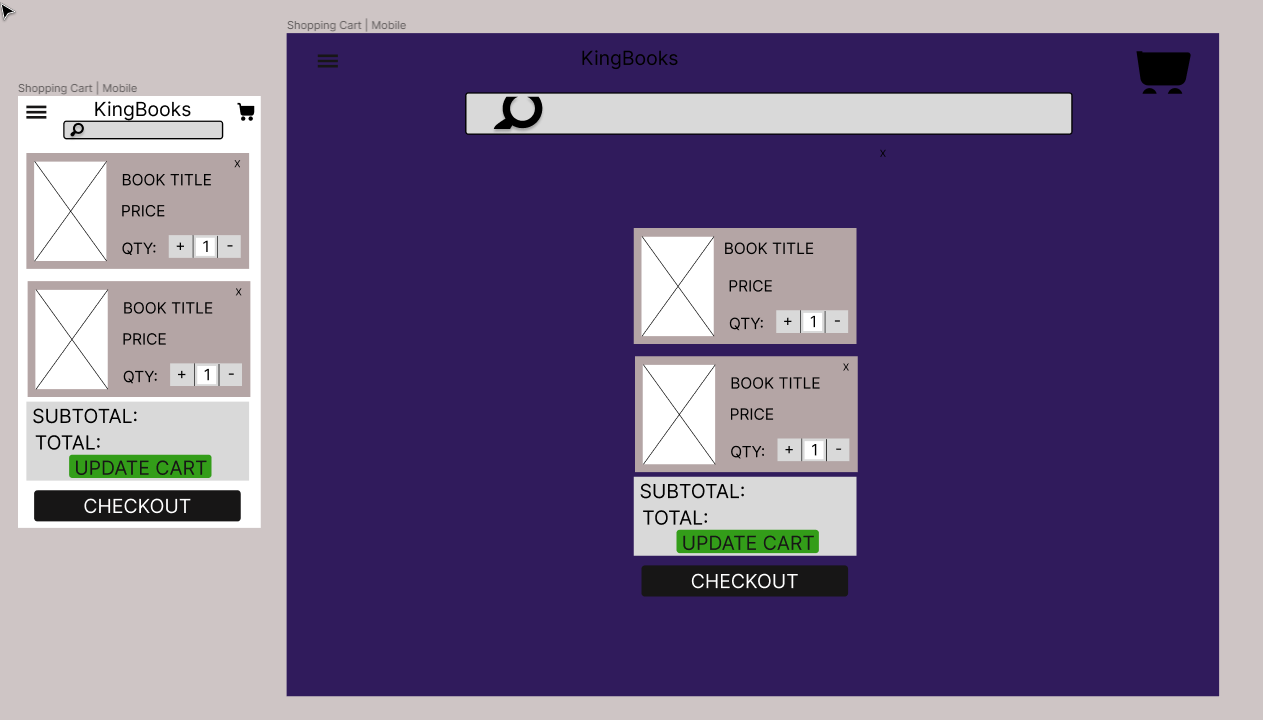 Shopping Cart | Mobile
KingBooks
x
BOOK TITLE
PRICE
QTY: + 1 -
x
BOOK TITLE
PRICE
QTY: + 1 -
SUBTOTAL:
TOTAL:
UPDATE CART
CHECKOUT
Shopping Cart | Mobile
KingBooks
x
BOOK TITLE
PRICE
QTY: + 1 -
x
BOOK TITLE
PRICE
QTY: + 1 -
SUBTOTAL:
TOTAL:
UPDATE CART
CHECKOUT